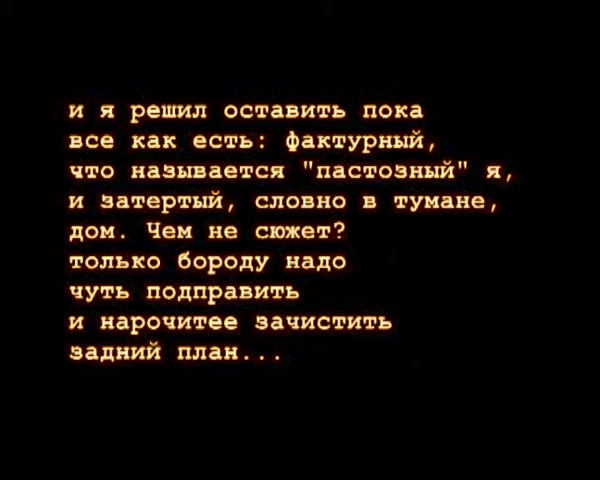 и я решил оставить пока
все как есть: фактурный,
что называется "пастозный" я,
и затертый, словно в тумане,
дом. Чем не сюжет?
только бороду надо
чуть подправить
и нарочитее зачистить
задний план...